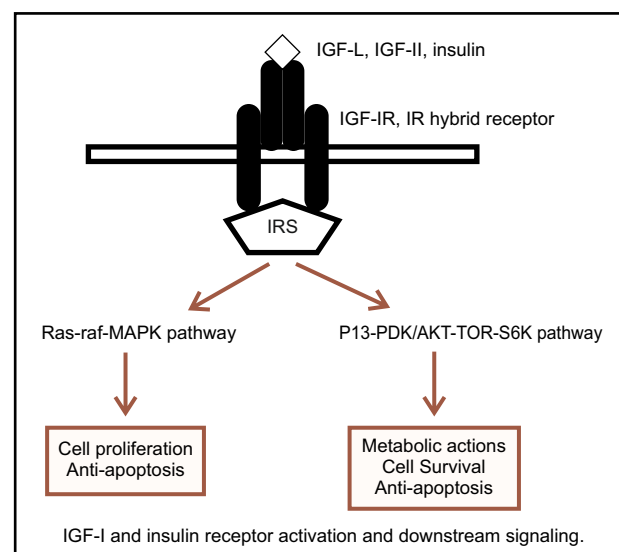 IGF-L, IGF-II, insulin
IGF-IR, IR hybrid receptor
IRS
Ras-raf-MAPK pathway
P13-PDK/AKT-TOR-S6K pathway
Cell proliferation
Anti-apoptosis
Metabolic actions
Cell Survival
Anti-apoptosis
IGF-I and insulin receptor activation and downstream signaling.